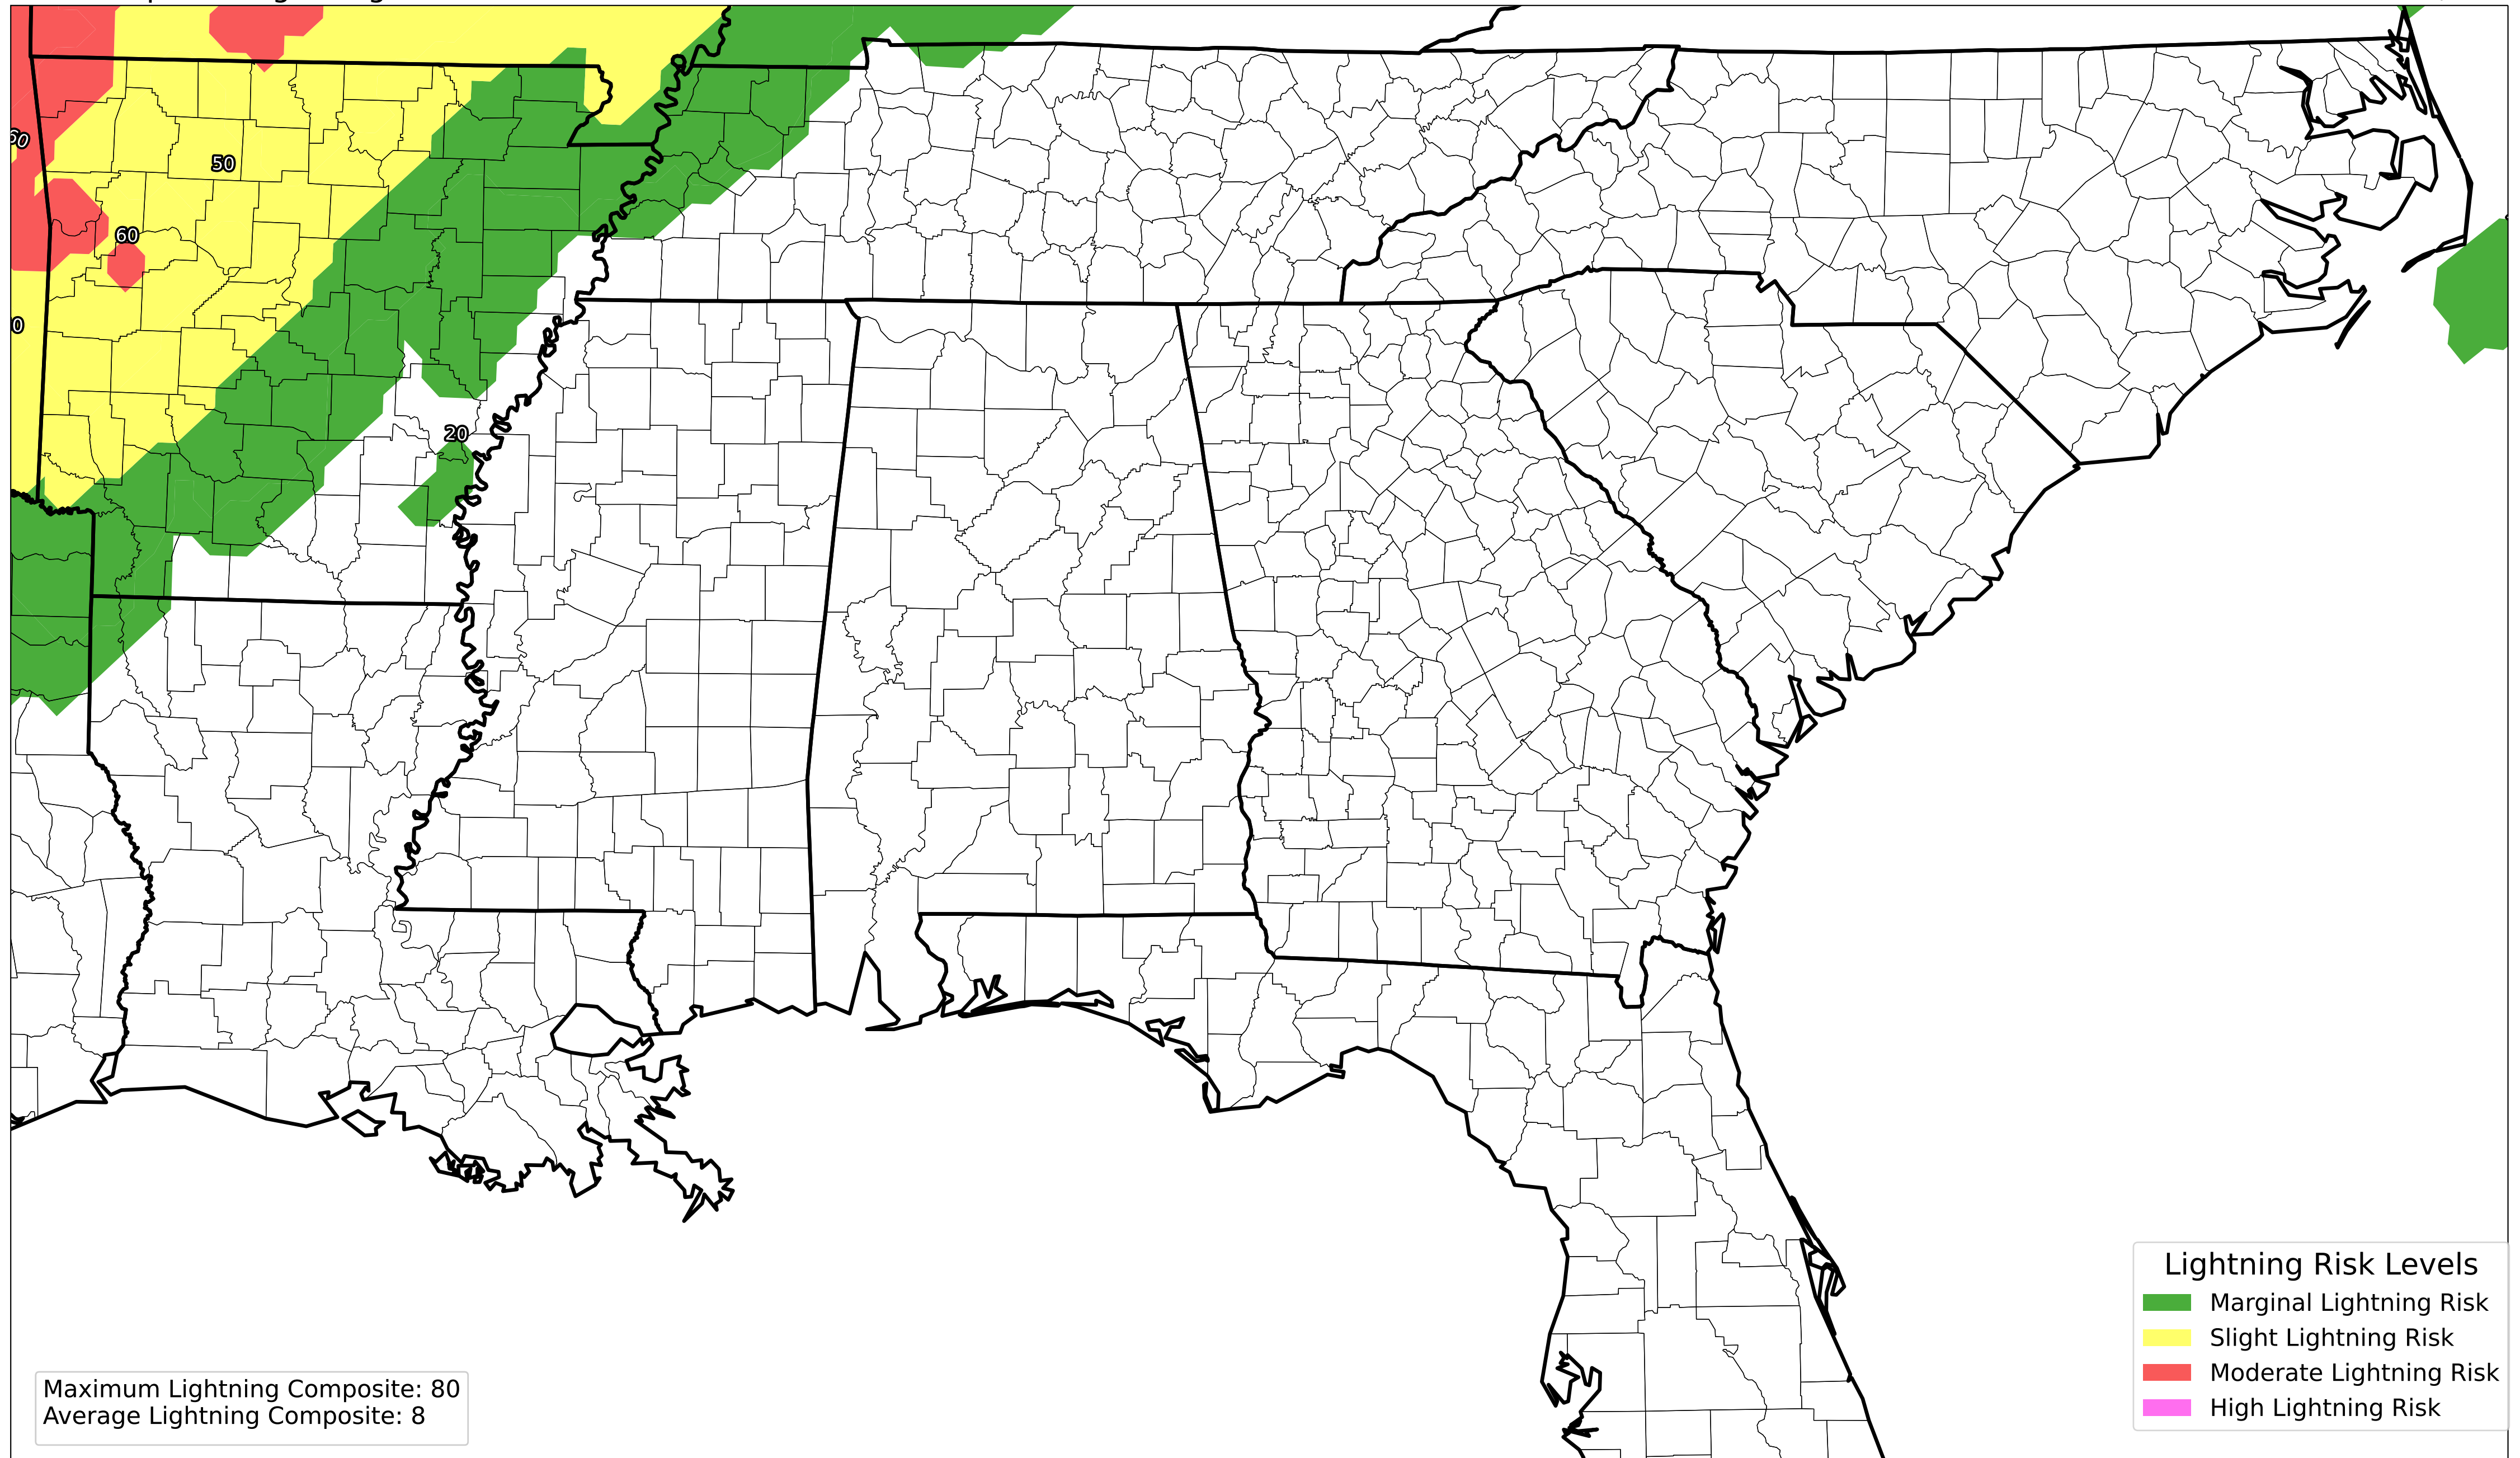 50
60
20
Lightning Risk Levels
Marginal Lightning Risk
Slight Lightning Risk
Moderate Lightning Risk
High Lightning Risk
Maximum Lightning Composite: 80
Average Lightning Composite: 8